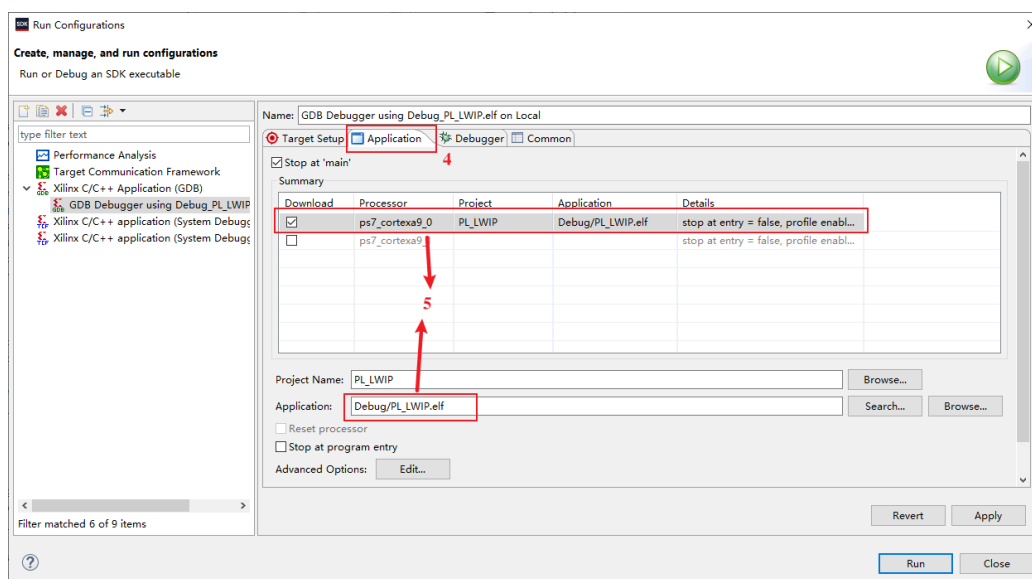 SDK Run Configurations
Create, manage, and run configurations
Run or Debug an SDK executable
type filter text
Performance Analysis
Target Communication Framework
Xilinx C/C++ Application (GDB)
GDB Debugger using Debug_PL_LWIP
Xilinx C/C++ application (System Debugg
Xilinx C/C++ application (System Debugg
Filter matched 6 of 9 items
Name: GDB Debugger using Debug_PL_LWIP.elf on Local
Target Setup Application Debugger Common
4
Stop at 'main'
Summary
Download Processor Project Application Details
ps7_cortexa9_0 PL_LWIP Debug/PL_LWIP.elf stop at entry = false, profile enabl...
ps7_cortexa9_ stop at entry = false, profile enabl...
5
Project Name: PL_LWIP Browse...
Application: Debug/PL_LWIP.elf Search... Browse...
Reset processor
Stop at program entry
Advanced Options: Edit...
Revert Apply
Run Close